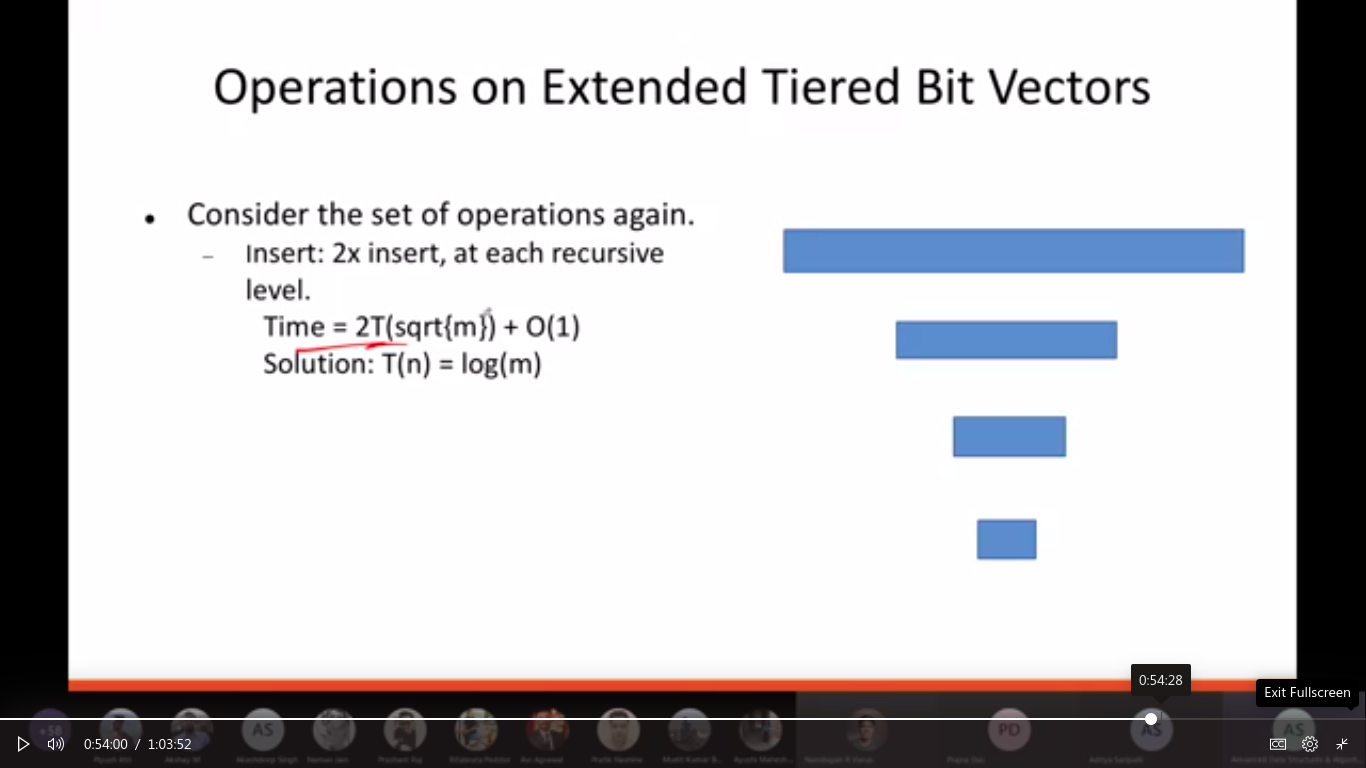 Operations on Extended Tiered Bit Vectors
• Consider the set of operations again.
– Insert: 2x insert, at each recursive
level.
Time = 2T(sqrt{m}) + O(1)
Solution: T(n) = log(m)
0:54:28
Exit Fullscreen
AS
PD
AS
AS
0:54:00 / 1:03:52
CC